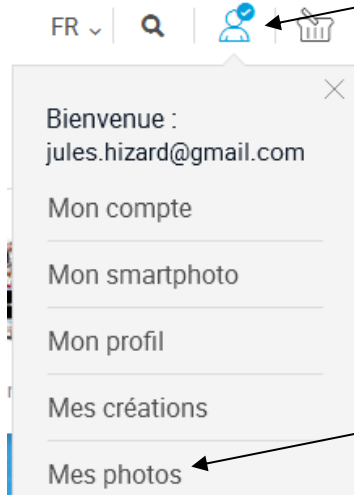 FR
Bienvenue :
jules.hizard@gmail.com
Mon compte
Mon smartphoto
Mon profil
Mes créations
Mes photos